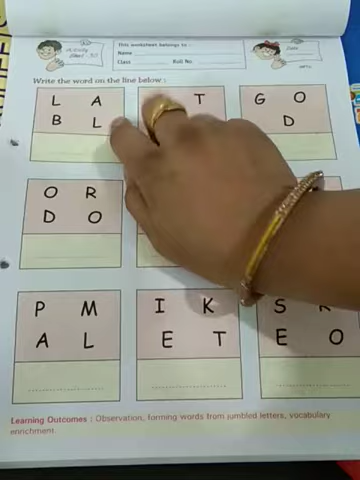 Activity
This worksheet belongs to
Name
Class Roll No.
Date
Write the word on the line below :
L A T G O
B L D
O R
D O
P M I K S
A L E T E O
Learning Outcomes : Observation, forming words from jumbled letters, vocabulary
enrichment.